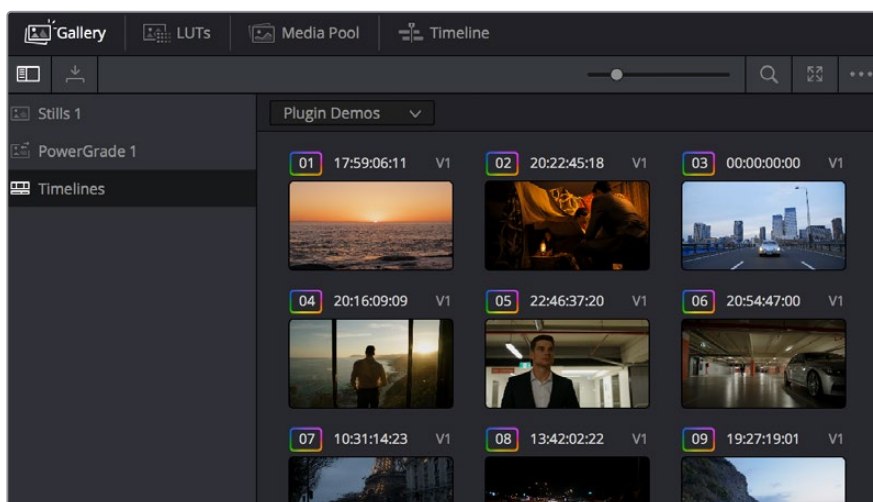 Gallery LUTs Media Pool Timeline
Stills 1
PowerGrade 1
Timelines
Plugin Demos
01 17:59:06:11 V1 02 20:22:45:18 V1 03 00:00:00:00 V1
04 20:16:09:09 V1 05 22:46:37:20 V1 06 20:54:47:00 V1
07 10:31:14:23 V1 08 13:42:02:22 V1 09 19:27:19:01 V1